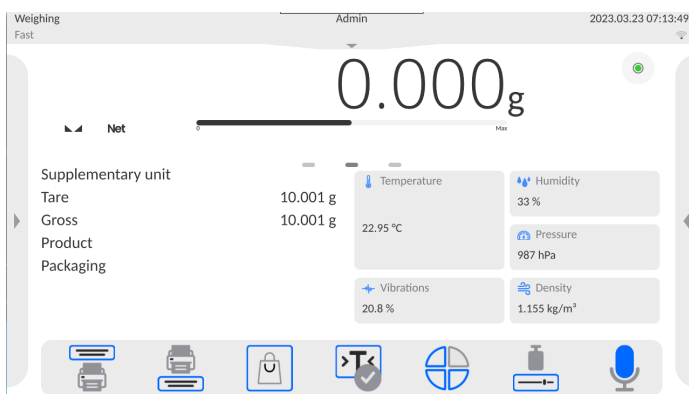 Weighing Admin 2023.03.23 07:13:49
Fast
0.000g
Net 0 Max
Supplementary unit
Tare 10.001 g
Gross 10.001 g
Product
Packaging
Temperature
22.95 °C
Humidity
33 %
Pressure
987 hPa
Vibrations
20.8 %
Density
1.155 kg/m³
>T<